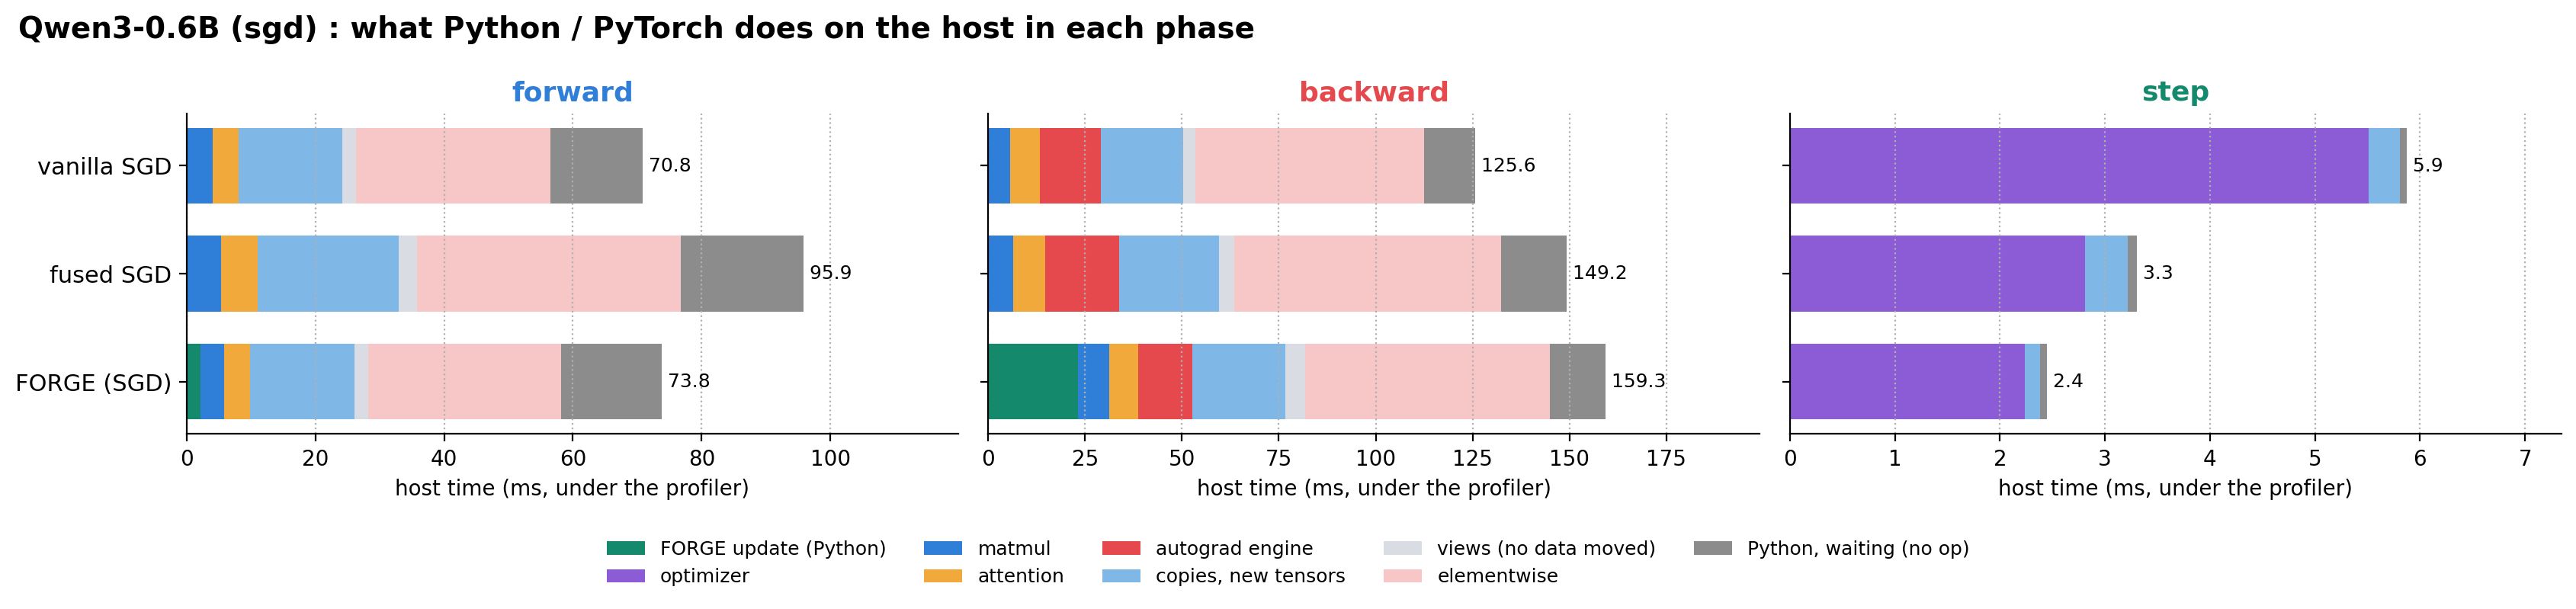 Qwen3-0.6B (sgd) : what Python / PyTorch does on the host in each phase
forward
backward
step
vanilla SGD
fused SGD
FORGE (SGD)
70.8
95.9
73.8
125.6
149.2
159.3
5.9
3.3
2.4
0 20 40 60 80 100
0 25 50 75 100 125 150 175
0 1 2 3 4 5 6 7
host time (ms, under the profiler)
host time (ms, under the profiler)
host time (ms, under the profiler)
FORGE update (Python)
optimizer
matmul
attention
autograd engine
copies, new tensors
views (no data moved)
elementwise
Python, waiting (no op)